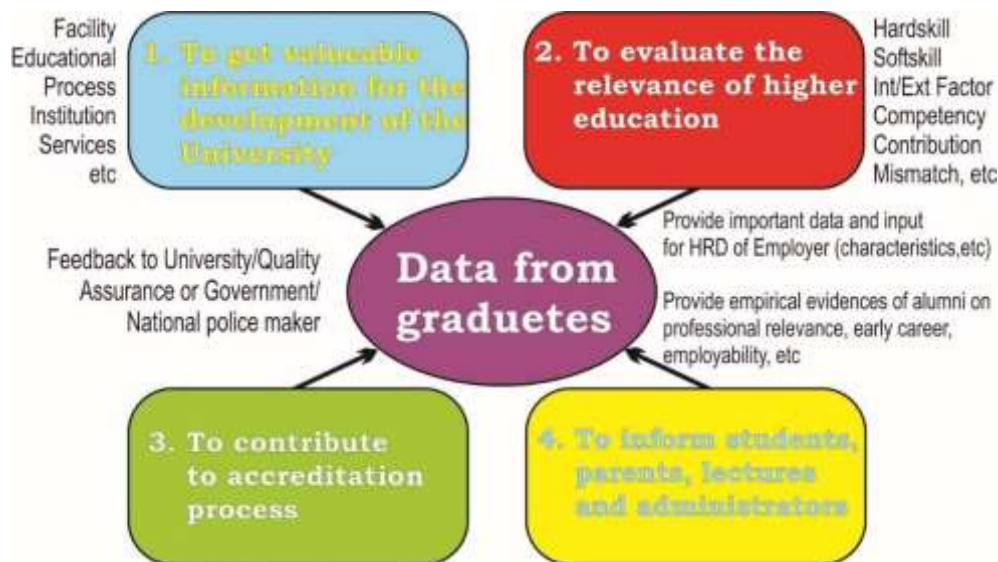 Facility
Educational
Process
Institution
Services
etc
1. To get valueable
information for the
development of the
University
2. To evaluate the
relevance of higher
education
Hardskill
Softskill
Int/Ext Factor
Competency
Contribution
Mismatch, etc
Feedback to University/Quality
Assurance or Government/
National police maker
Data from
graduetes
Provide important data and input
for HRD of Employer (characteristics,etc)
Provide empirical evidences of alumni on
professional relevance, early career,
employability, etc
3. To contribute
to accreditation
process
4. To inform students,
parents, lectures
and administrators